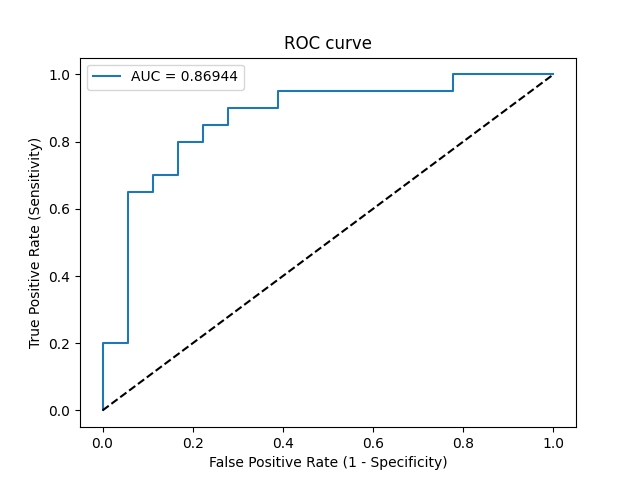 ROC curve
AUC = 0.86944
True Positive Rate (Sensitivity)
1.0
0.8
0.6
0.4
0.2
0.0
0.0 0.2 0.4 0.6 0.8 1.0
False Positive Rate (1 - Specificity)